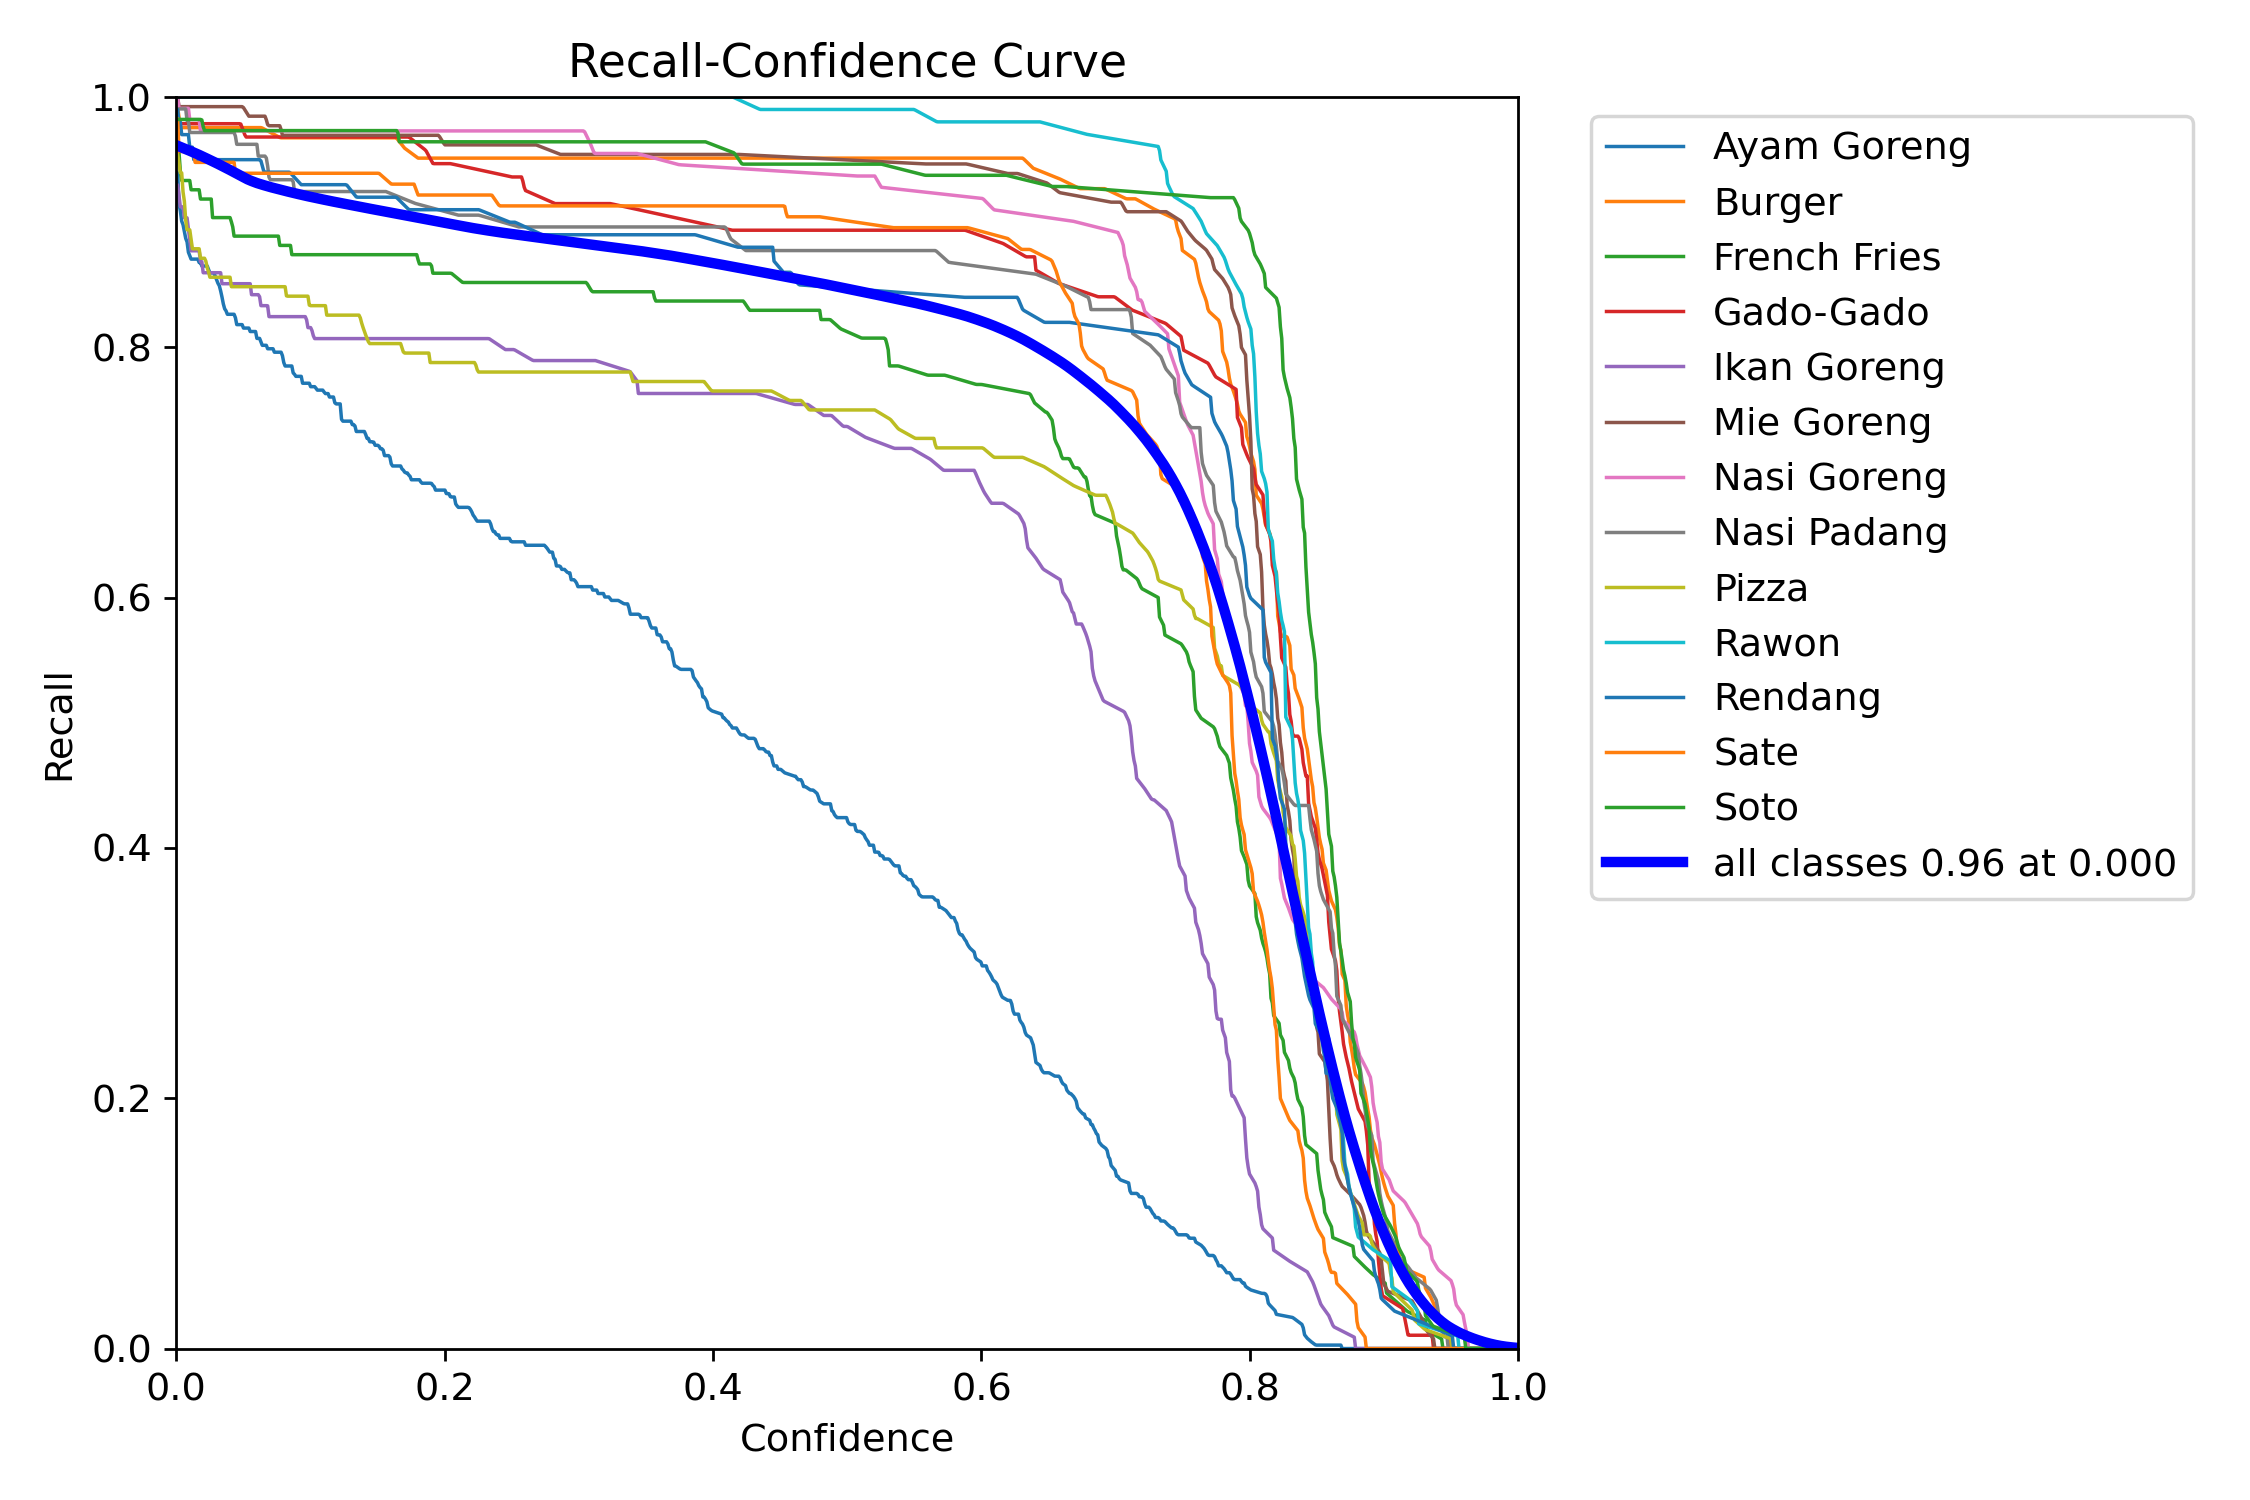 Recall-Confidence Curve
1.0
0.8
0.6
0.4
0.2
0.0
Recall
0.0 0.2 0.4 0.6 0.8 1.0
Confidence
Ayam Goreng
Burger
French Fries
Gado-Gado
Ikan Goreng
Mie Goreng
Nasi Goreng
Nasi Padang
Pizza
Rawon
Rendang
Sate
Soto
all classes 0.96 at 0.000